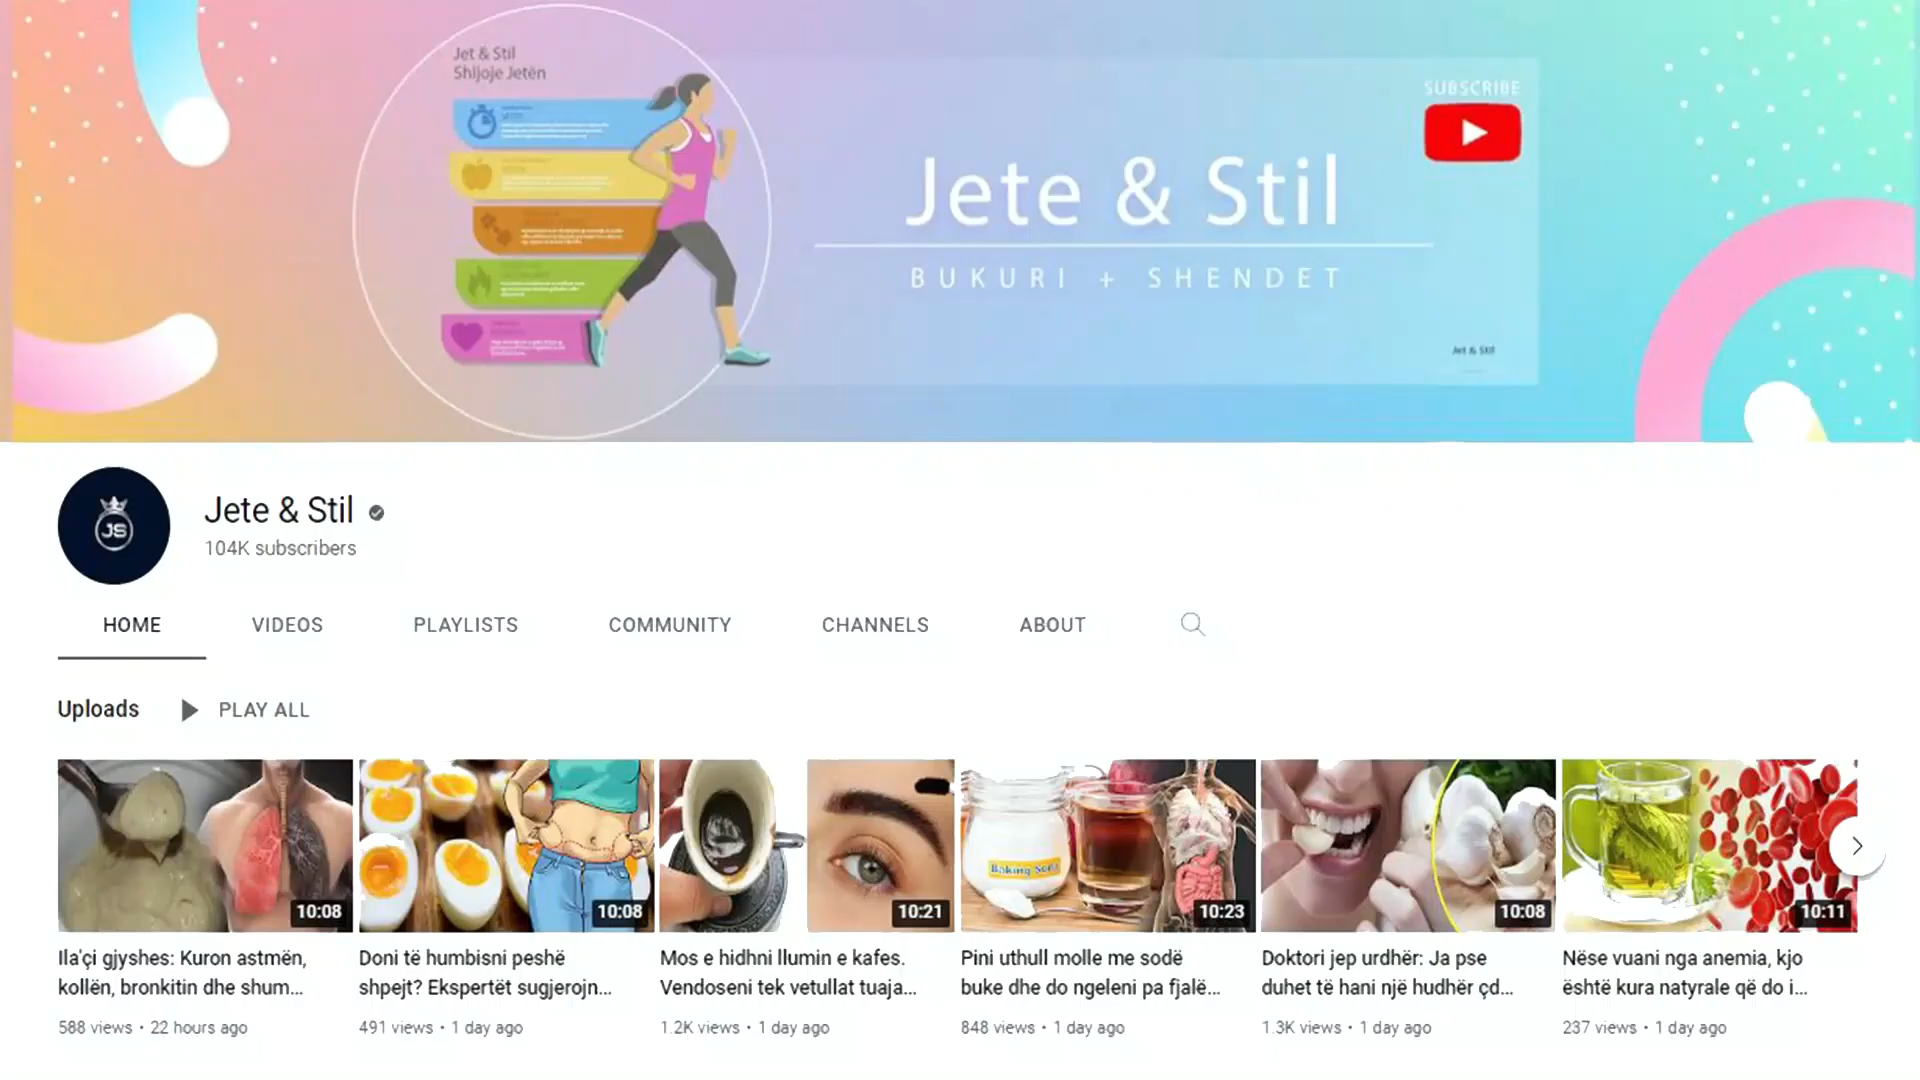 Jet & Stil
Shijoje Jetën
SUBSCRIBE
Jete & Stil
BUKURI + SHENDET
Jet & Stil
JS
Jete & Stil
104K subscribers
HOME VIDEOS PLAYLISTS COMMUNITY CHANNELS ABOUT
Uploads PLAY ALL
Baking Soda
10:08 10:08 10:21 10:23 10:08 10:11
Ila'çi gjyshes: Kuron astmën,
kollën, bronkitin dhe shum...
588 views • 22 hours ago
Doni të humbisni peshë
shpejt? Ekspertët sugjerojn...
491 views • 1 day ago
Mos e hidhni llumin e kafes.
Vendoseni tek vetullat tuaja...
1.2K views • 1 day ago
Pini uthull molle me sodë
buke dhe do ngeleni pa fjalë...
848 views • 1 day ago
Doktori jep urdhër: Ja pse
duhet të hani një hudhër çd...
1.3K views • 1 day ago
Nëse vuani nga anemia, kjo
është kura natyrale që do i...
237 views • 1 day ago